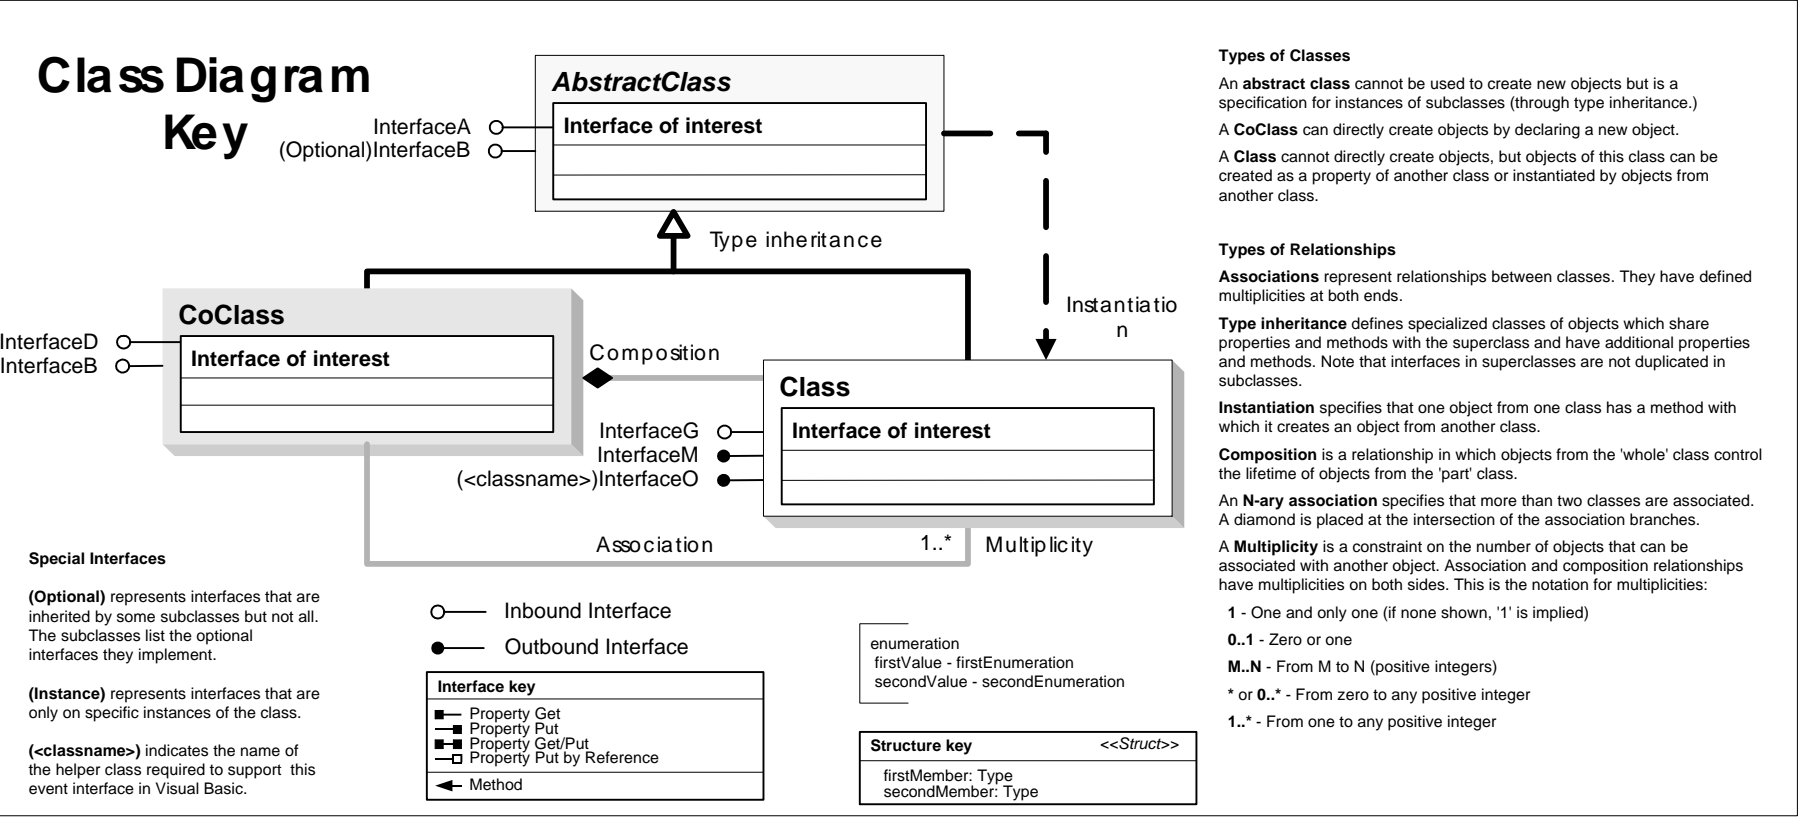 Class Diagram
Key
AbstractClass
Interface of interest
InterfaceA
(Optional)InterfaceB
Type inheritance
Instantiatio
n
CoClass
Interface of interest
InterfaceD
InterfaceB
Composition
Class
Interface of interest
InterfaceG
InterfaceM
(<classname>)InterfaceO
Association
1..*
Multiplicity
Special Interfaces
(Optional) represents interfaces that are
inherited by some subclasses but not all.
The subclasses list the optional
interfaces they implement.
(Instance) represents interfaces that are
only on specific instances of the class.
(<classname>) indicates the name of
the helper class required to support this
event interface in Visual Basic.
Inbound Interface
Outbound Interface
Interface key
Property Get
Property Put
Property Get/Put
Property Put by Reference
Method
enumeration
firstValue - firstEnumeration
secondValue - secondEnumeration
Structure key <<Struct>>
firstMember: Type
secondMember: Type
Types of Classes
An abstract class cannot be used to create new objects but is a
specification for instances of subclasses (through type inheritance.)
A CoClass can directly create objects by declaring a new object.
A Class cannot directly create objects, but objects of this class can be
created as a property of another class or instantiated by objects from
another class.
Types of Relationships
Associations represent relationships between classes. They have defined
multiplicities at both ends.
Type inheritance defines specialized classes of objects which share
properties and methods with the superclass and have additional properties
and methods. Note that interfaces in superclasses are not duplicated in
subclasses.
Instantiation specifies that one object from one class has a method with
which it creates an object from another class.
Composition is a relationship in which objects from the 'whole' class control
the lifetime of objects from the 'part' class.
An N-ary association specifies that more than two classes are associated.
A diamond is placed at the intersection of the association branches.
A Multiplicity is a constraint on the number of objects that can be
associated with another object. Association and composition relationships
have multiplicities on both sides. This is the notation for multiplicities:
1 - One and only one (if none shown, '1' is implied)
0..1 - Zero or one
M..N - From M to N (positive integers)
* or 0..* - From zero to any positive integer
1..* - From one to any positive integer